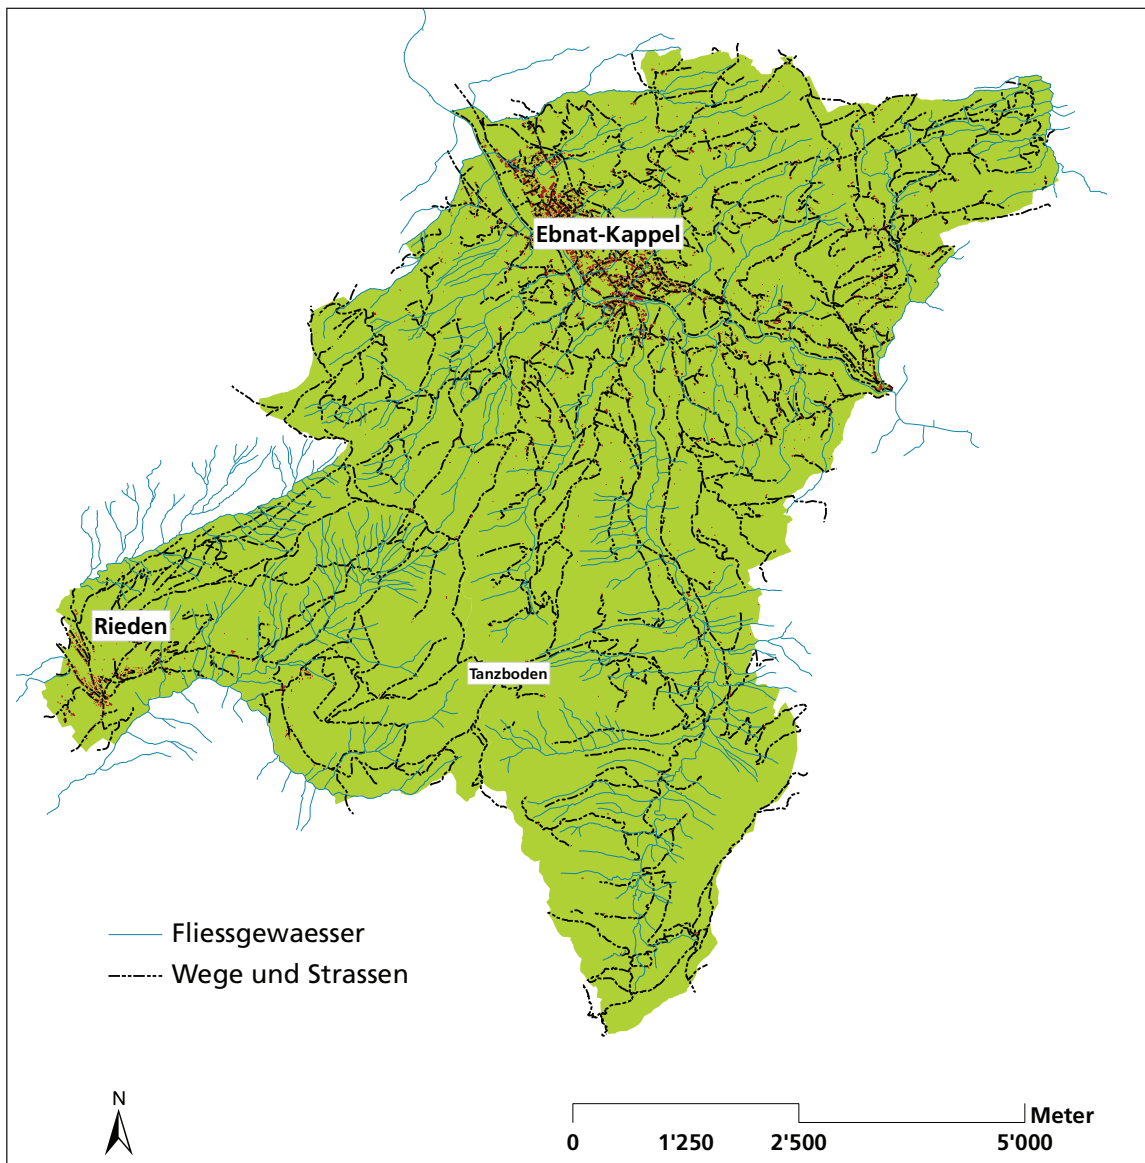 Ebnat-Kappel
Rieden
Tanzboden
Fliessgewaesser
Wege und Strassen
N
Meter
0 1'250 2'500 5'000